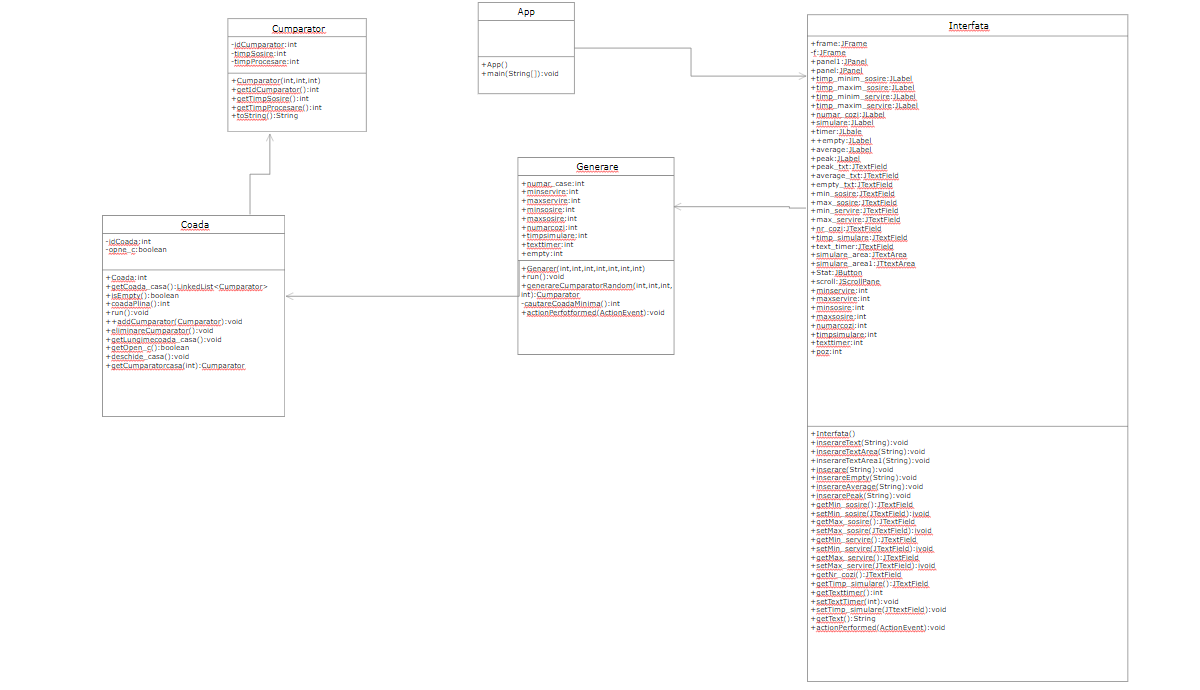 Cumparator
-idCumparator:int
-timpSosire:int
-timpProcesare:int
+Cumparator(int,int,int)
+getIdCumparator():int
+getTimpSosire():int
+getTimpProcesare():int
+toString():String
App
+App()
+main(String[]):void
Interfata
+frame:JFrame
-f:JFrame
+panel1:JPanel
+panel:JPanel
+timp_minim_sosire:JLabel
+timp_maxim_sosire:JLabel
+timp_minim_servire:JLabel
+timp_maxim_servire:JLabel
+numar_cozi:JLabel
+simulare:JLabel
+timer:JLbale
++empty:JLabel
+average:JLabel
+peak:JLabel
+peak_txt:JTextField
+average_txt:JTextField
+empty_txt:JTextField
+min_sosire:JTextField
+max_sosire:JTextField
+min_servire:JTextField
+max_servire:JTextField
+nr_cozi:JTextField
+timp_simulare:JTextField
+text_timer:JTextField
+simulare_area:JTextArea
+simulare_area1:JTtextArea
+Stat:JButton
+scroll:JScrollPane
+minservire:int
+maxservire:int
+minsosire:int
+maxsosire:int
+numarcozi:int
+timpsimulare:int
+texttimer:int
+poz:int
+Interfata()
+inserareText(String):void
+inserareTextArea(String):void
+inserareTextArea1(String):void
+inserare(String):void
+inserareEmpty(String):void
+inserareAverage(String):void
+inserarePeak(String):void
+getMin_sosire():JTextField
+setMin_sosire(JTextField):ivoid
+getMax_sosire():JTextField
+setMax_sosire(JTextField):ivoid
+getMin_servire():JTextField
+setMin_servire(JTextField):ivoid
+getMax_servire():JTextField
+setMax_servire(JTextField):ivoid
+getNr_cozi():JTextField
+getTimp_simulare():JTextField
+getTexttimer():int
+setTextTimer(int):void
+setTimp_simulare(JTtextField):void
+getText():String
+actionPerformed(ActionEvent):void
Generare
+numar_case:int
+minservire:int
+maxservire:int
+minsosire:int
+maxsosire:int
+numarcozi:int
+timpsimulare:int
+texttimer:int
+empty:int
+Genarer(int,int,int,int,int,int,int)
+run():void
+generareCumparatorRandom(int,int,int,
int):Cumparator
-cautareCoadaMinima():int
+actionPerfotformed(ActionEvent):void
Coada
-idCoada:int
-opne_c:boolean
+Coada:int
+getCoada_casa():LinkedList<Cumparator>
+isEmpty():boolean
+coadaPlina():int
+run():void
++addCumparator(Cumparator):void
+eliminareCumparator():void
+getLungimecoada_casa():void
+getOpen_c():boolean
+deschide_casa():void
+getCumparatorcasa(int):Cumparator